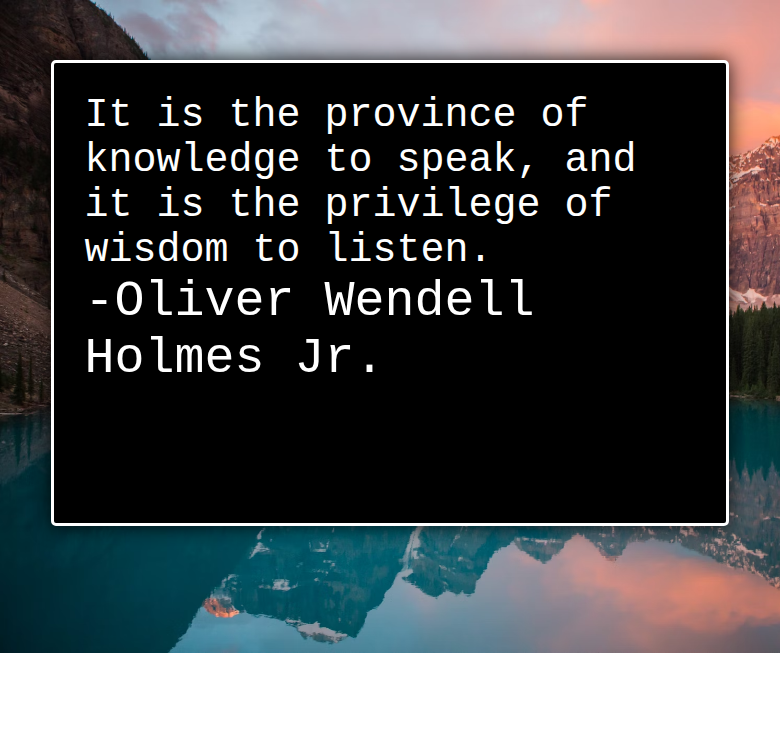 It is the province of
knowledge to speak, and
it is the privilege of
wisdom to listen.
-Oliver Wendell
Holmes Jr.